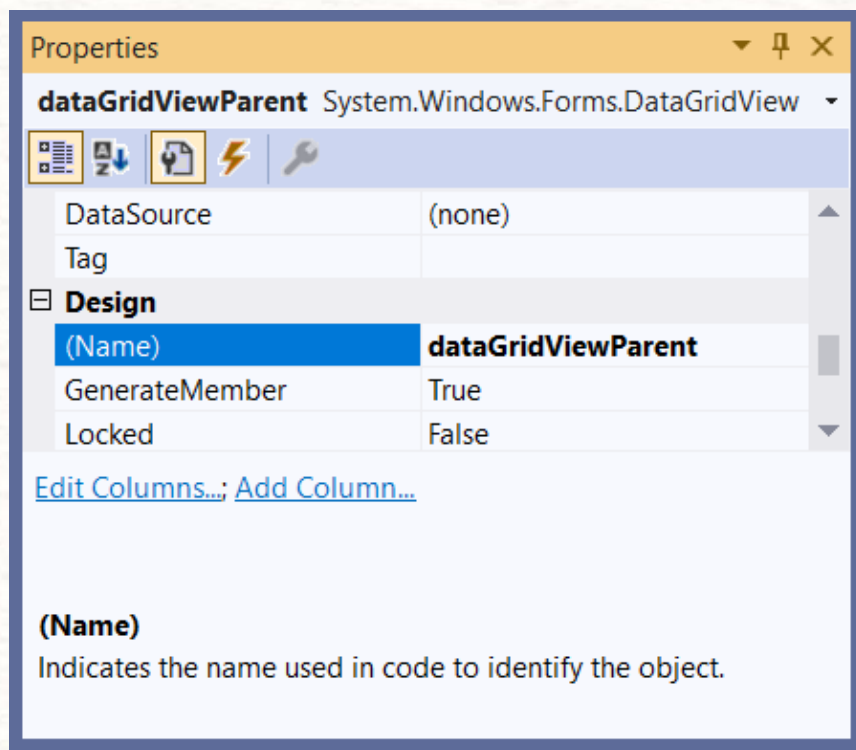 Properties
dataGridViewParent System.Windows.Forms.DataGridView
DataSource (none)
Tag
Design
(Name) dataGridViewParent
GenerateMember True
Locked False
Edit Columns...; Add Column...
(Name)
Indicates the name used in code to identify the object.